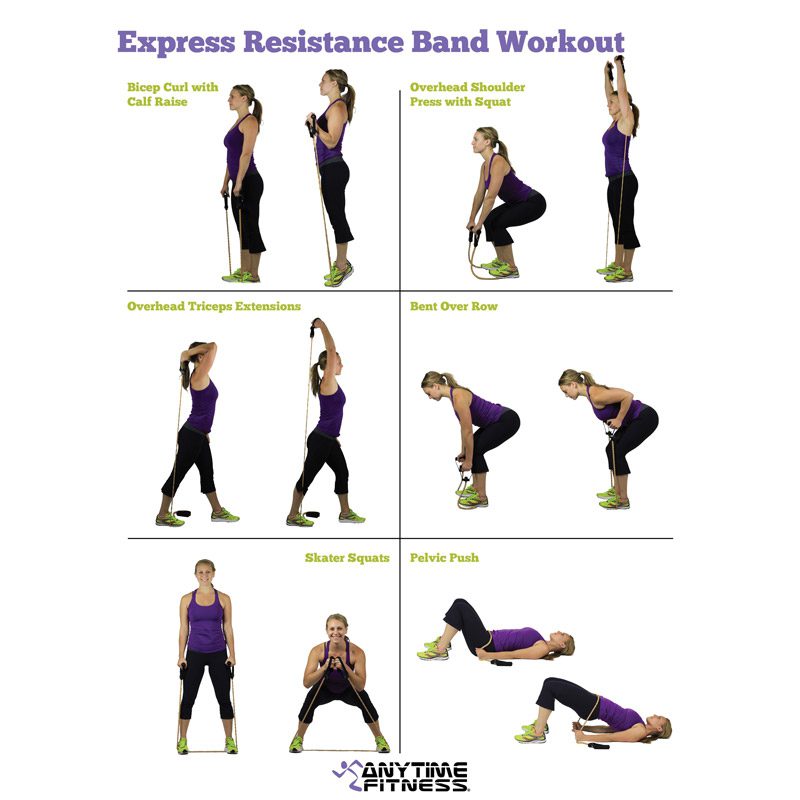 Express Resistance Band Workout
Bicep Curl with
Calf Raise
Overhead Shoulder
Press with Squat
Overhead Triceps Extensions
Bent Over Row
Skater Squats
Pelvic Push
ANYTIME
FITNESS®